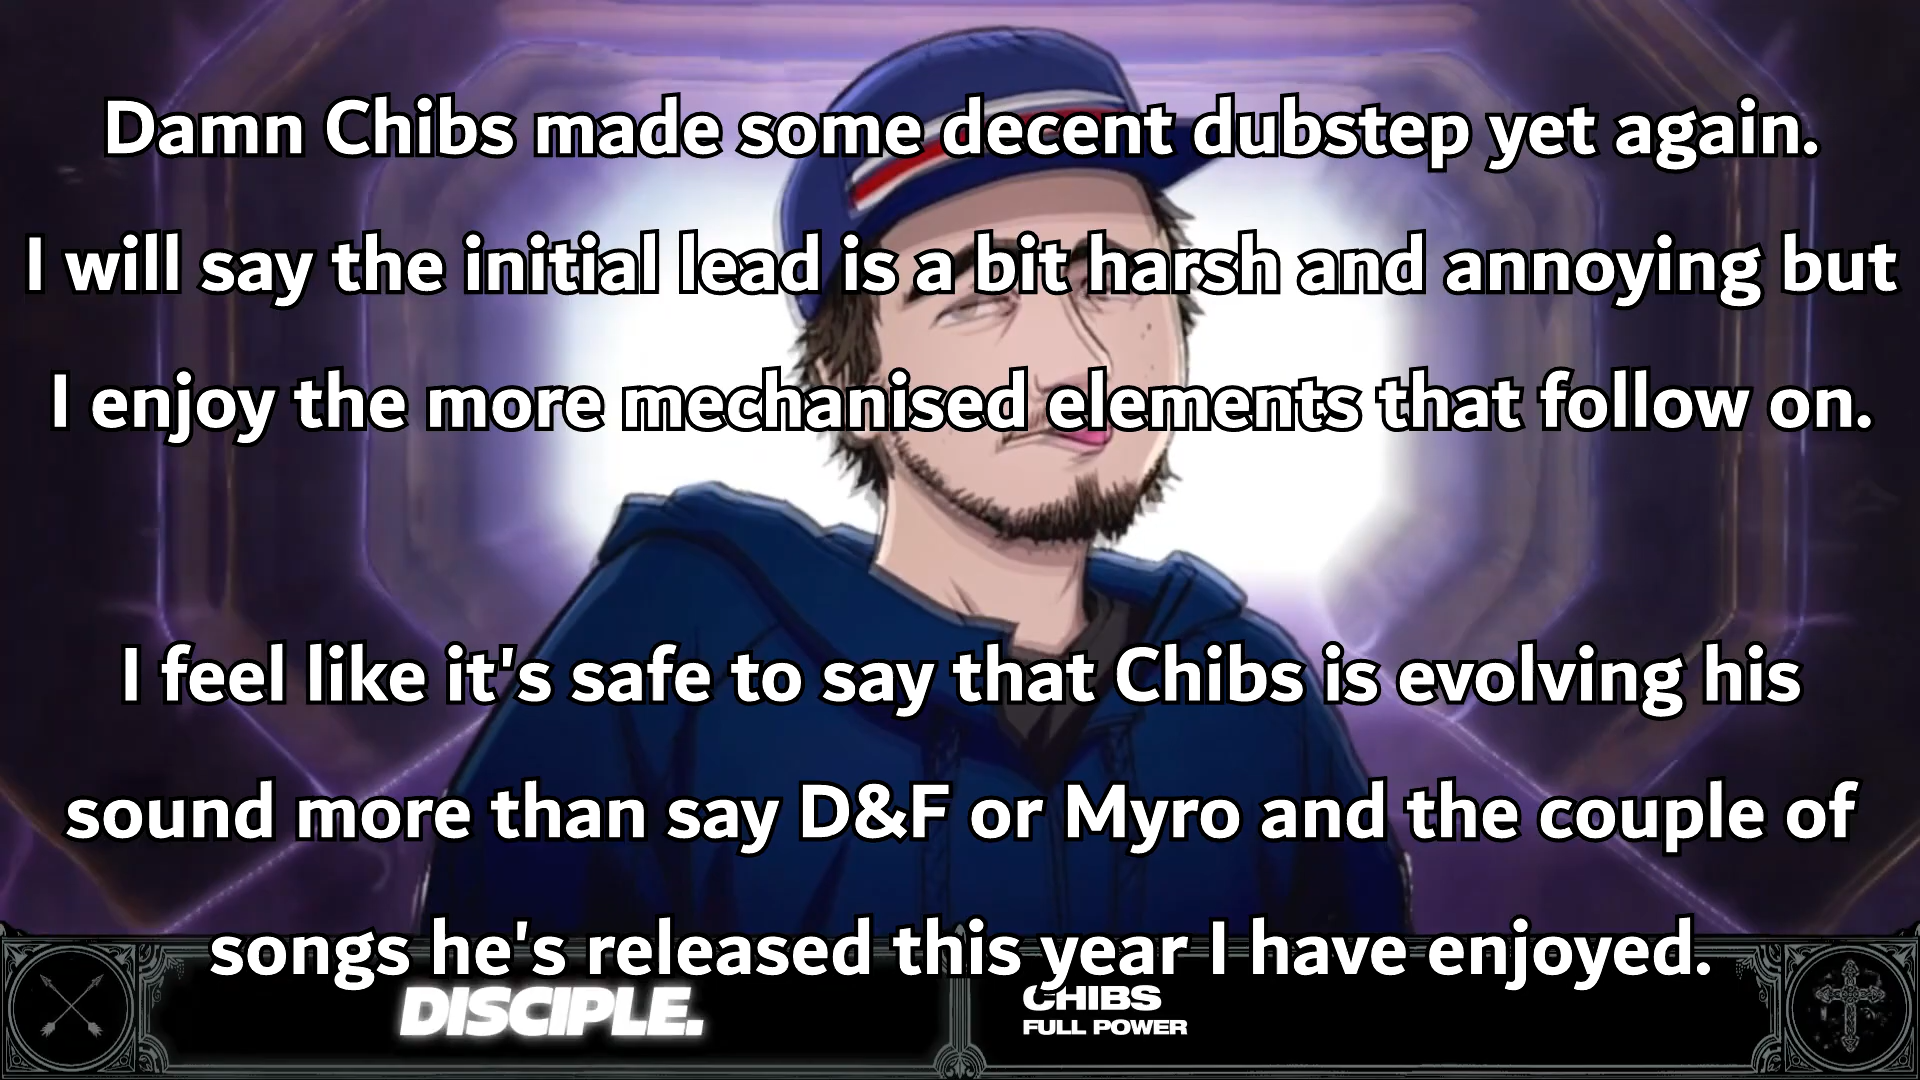 Damn Chibs made some decent dubstep yet again.
I will say the initial lead is a bit harsh and annoying but
I enjoy the more mechanised elements that follow on.
I feel like it's safe to say that Chibs is evolving his
sound more than say D&F or Myro and the couple of
songs he's released this year I have enjoyed.
DISCIPLE.
CHIBS
FULL POWER